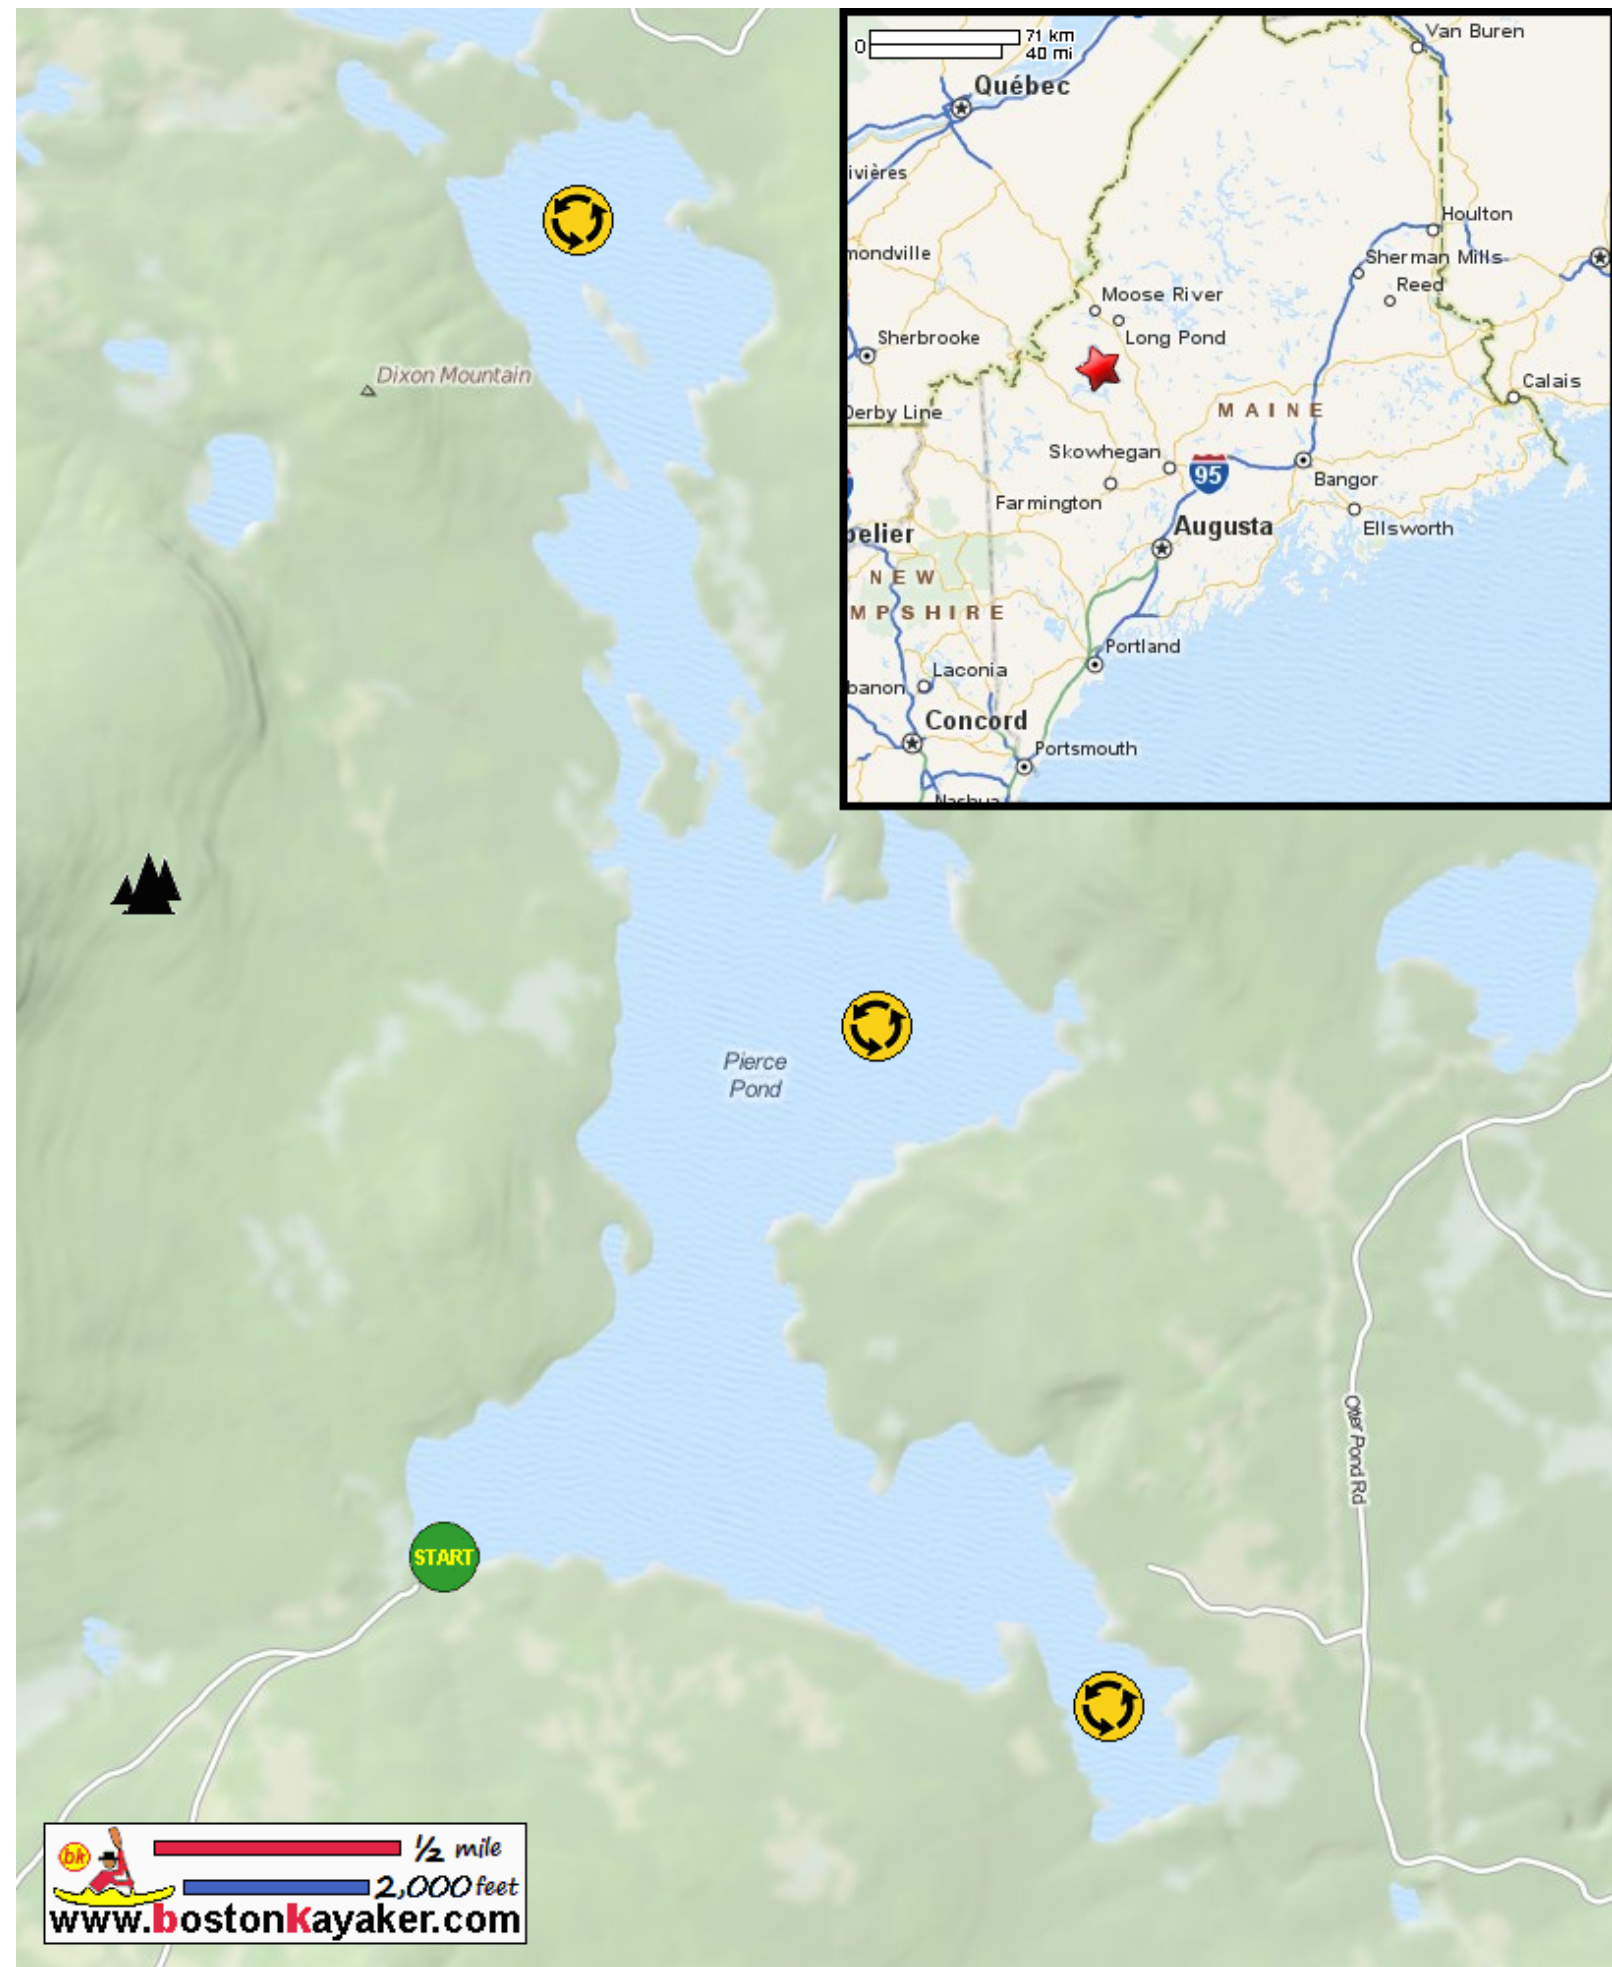 0
71 km
40 mi
Van Buren
Québec
ivières
Houlton
mondville
Sherman Mills
Reed
Moose River
Sherbrooke
Long Pond
Calais
Derby Line
MAINE
Skowhegan
95
Bangor
Farmington
Augusta
Ellsworth
pelier
NEW
MPSHIRE
Portland
Laconia
banon
Concord
Portsmouth
Nashua
Dixon Mountain
Pierce
Pond
Otter Pond Rd
START
bk
½ mile
2,000 feet
www.bostonkayaker.com